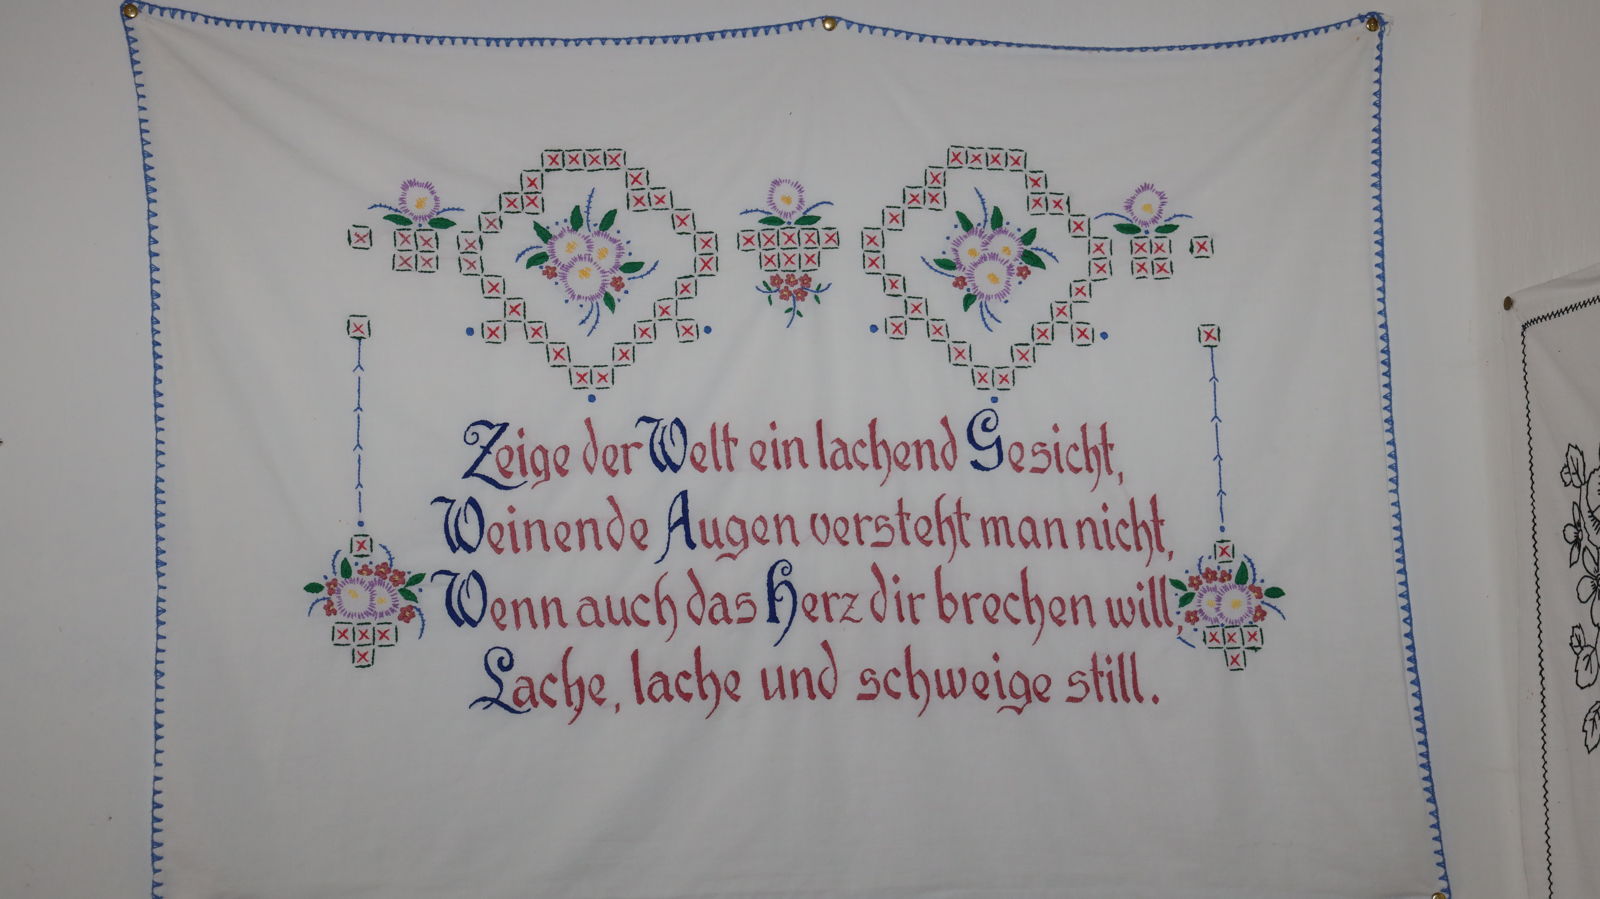 Zeige der Welt ein lachend Gesicht,
Weinende Augen versteht man nicht,
Wenn auch das Herz dir brechen will,
Lache, lache und schweige still.